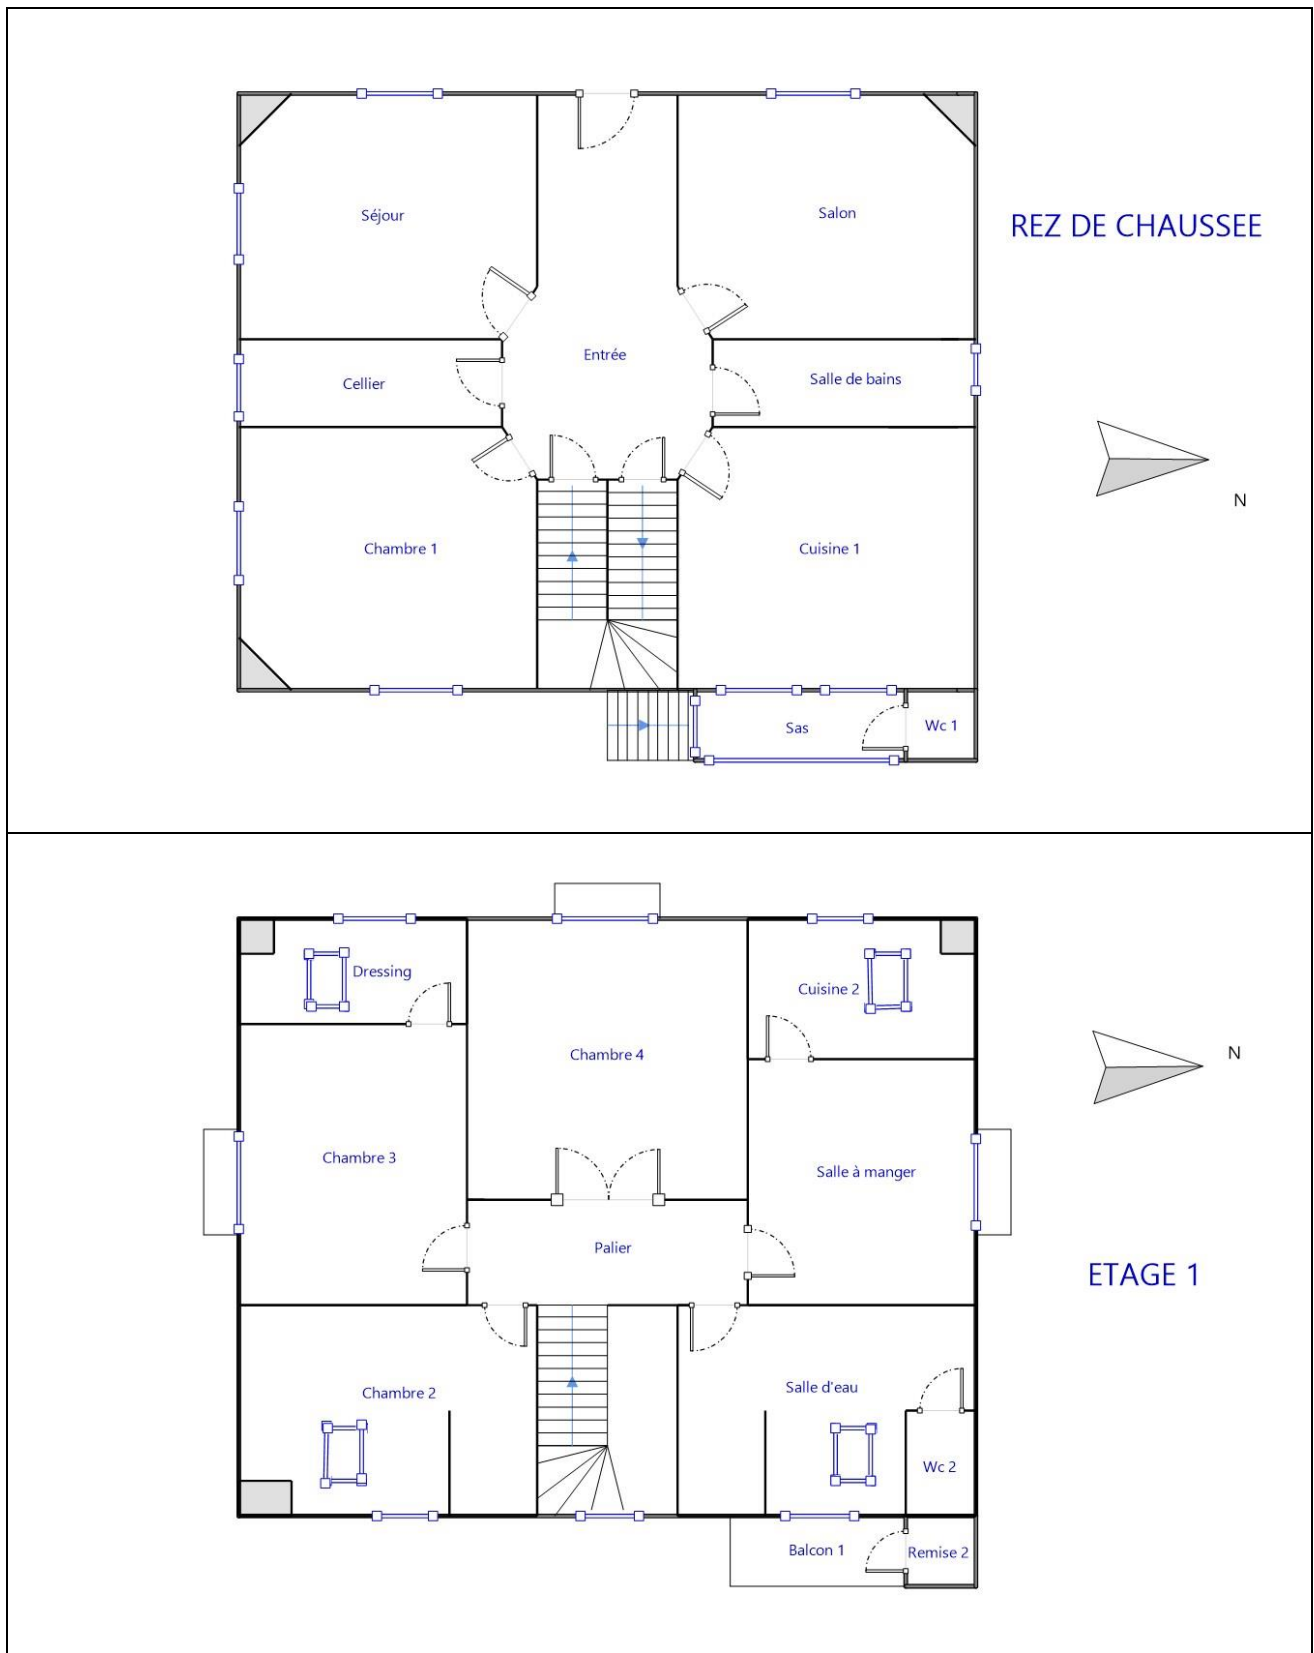 Séjour
Salon
REZ DE CHAUSSEE
Entrée
Cellier
Salle de bains
N
Chambre 1
Cuisine 1
Sas
Wc 1
Dressing
Cuisine 2
Chambre 4
N
Chambre 3
Salle à manger
Palier
ETAGE 1
Chambre 2
Salle d'eau
Wc 2
Balcon 1
Remise 2